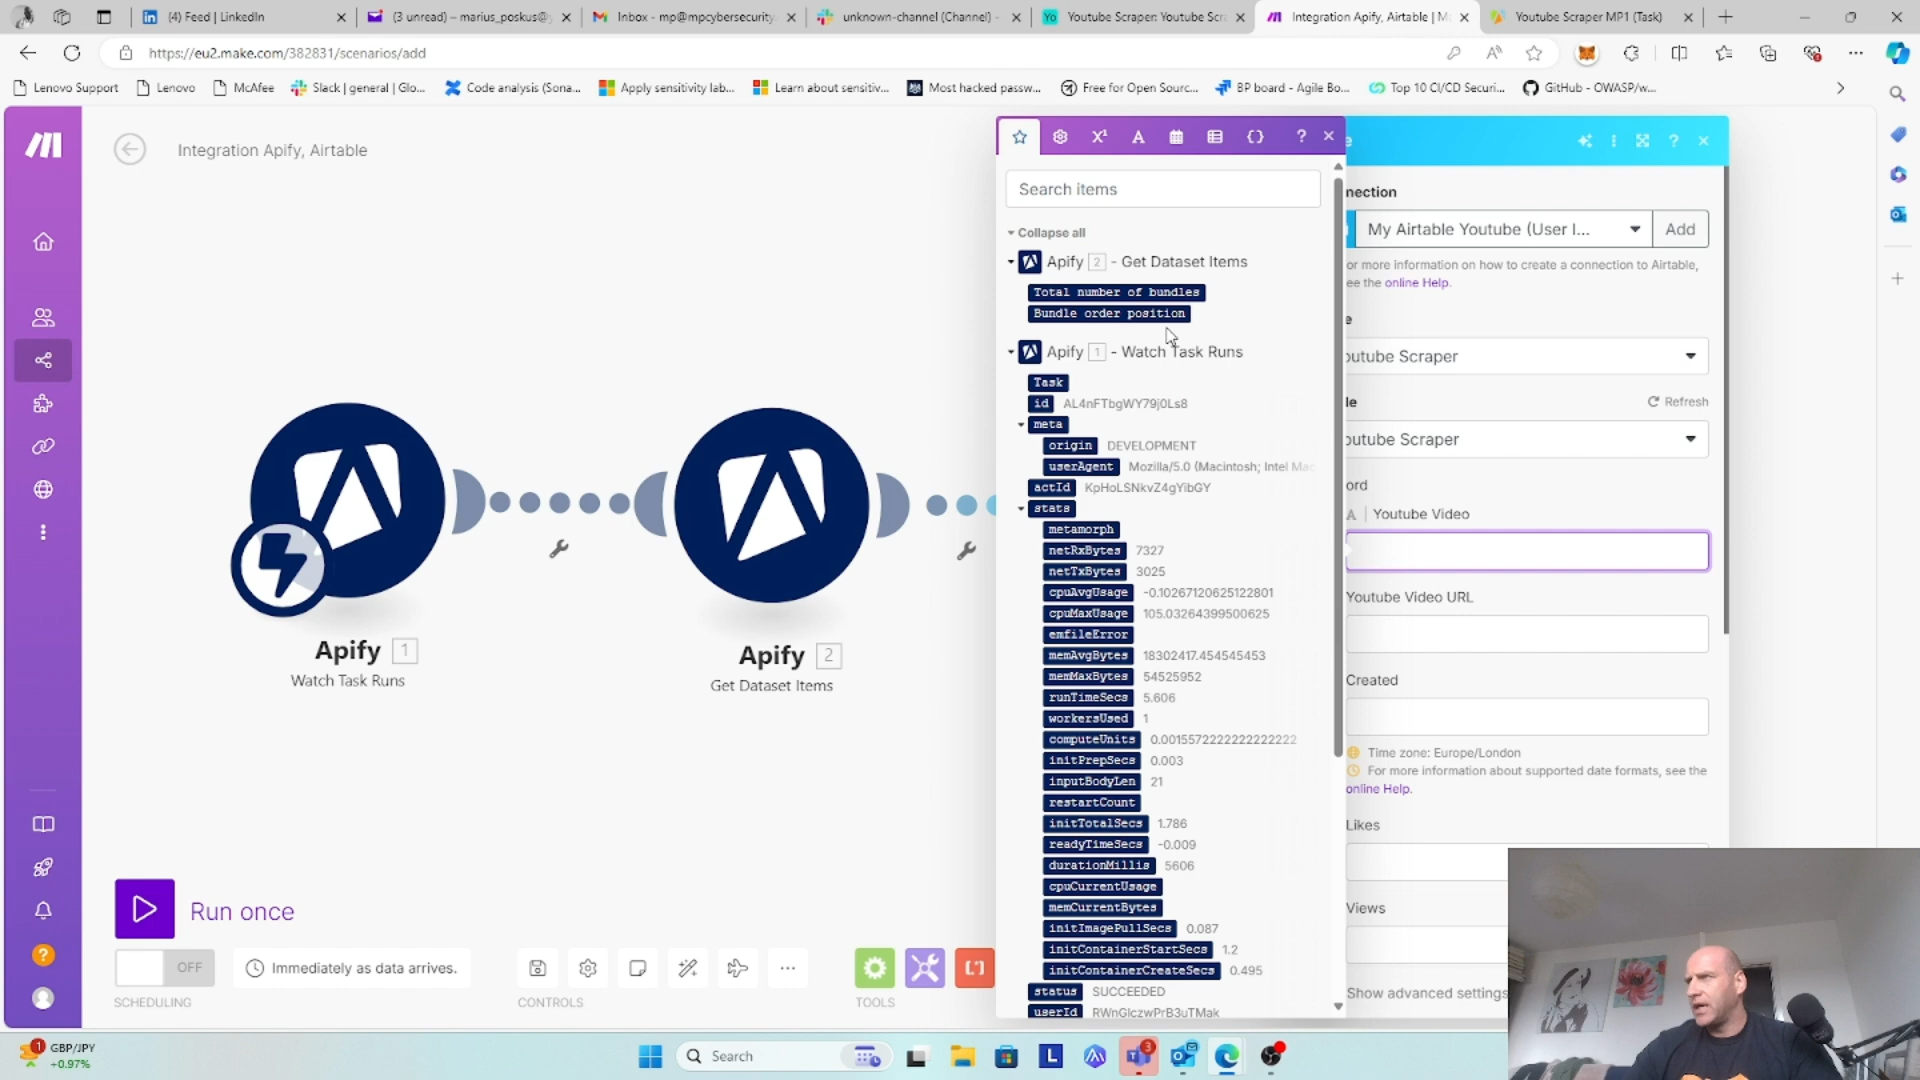 (4) Feed | LinkedIn
(3 unread) – marius_poskus@y
Inbox - mp@mpcybersecurity.
unknown-channel (Channel) -
Youtube Scraper: Youtube Scra
Integration Apify, Airtable | M
Youtube Scraper MP1 (Task)
https://eu2.make.com/382831/scenarios/add
Lenovo Support
Lenovo
McAfee
Slack | general | Glo...
Code analysis (Sona...
Apply sensitivity lab...
Learn about sensitiv...
Most hacked passw...
Free for Open Sourc...
BP board - Agile Bo...
Top 10 CI/CD Securi...
GitHub - OWASP/w...
Integration Apify, Airtable
Search items
Collapse all
Apify 2 - Get Dataset Items
Total number of bundles
Bundle order position
Apify 1 - Watch Task Runs
Task
id AL4nFTbgWY79j0Ls8
meta
origin DEVELOPMENT
userAgent Mozilla/5.0 (Macintosh; Intel Mac
actId KpHoLSNkvZ4gYibGY
stats
metamorph
netRxBytes 7327
netTxBytes 3025
cpuAvgUsage -0.10267120625122801
cpuMaxUsage 105.03264399500625
emfileError
memAvgBytes 18302417.454545453
memMaxBytes 54525952
runTimeSecs 5.606
workersUsed 1
computeUnits 0.0015572222222222222
initPrepSecs 0.003
inputBodyLen 21
restartCount
initTotalSecs 1.786
readyTimeSecs -0.009
durationMillis 5606
cpuCurrentUsage
memCurrentBytes
initImagePullSecs 0.087
initContainerStartSecs 1.2
initContainerCreateSecs 0.495
status SUCCEEDED
userId RWnGlczwPrB3uTMak
e
nection
My Airtable Youtube (User I...
Add
or more information on how to create a connection to Airtable,
ee the online Help.
e
outube Scraper
le
Refresh
outube Scraper
ord
A | Youtube Video
Youtube Video URL
Created
Time zone: Europe/London
For more information about supported date formats, see the
online Help.
Likes
Views
Show advanced settings
Apify 1
Watch Task Runs
Apify 2
Get Dataset Items
Run once
OFF
Immediately as data arrives.
SCHEDULING
CONTROLS
TOOLS
1
GBP/JPY
+0.97%
Search
L
3